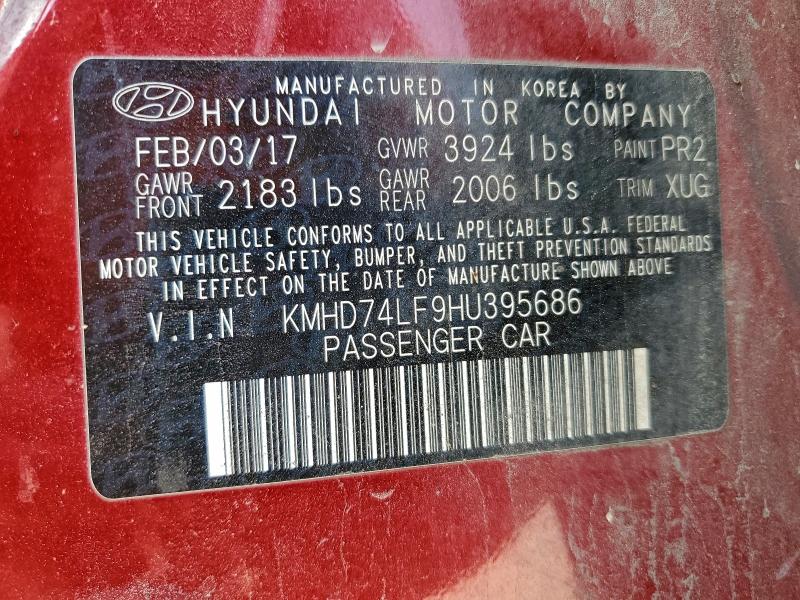 MANUFACTURED IN KOREA BY
HYUNDAI MOTOR COMPANY
FEB/03/17 GVWR 3924 lbs PAINT PR2
GAWR FRONT 2183 lbs GAWR REAR 2006 lbs TRIM XUG
THIS VEHICLE CONFORMS TO ALL APPLICABLE U.S.A. FEDERAL
MOTOR VEHICLE SAFETY, BUMPER, AND THEFT PREVENTION STANDARDS
IN EFFECT ON THE DATE OF MANUFACTURE SHOWN ABOVE
V.I.N KMHD74LF9HU395686
PASSENGER CAR